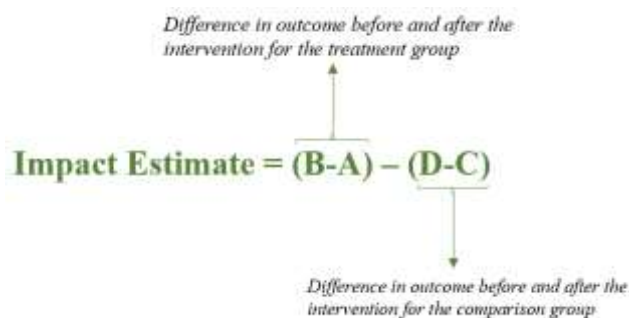 Difference in outcome before and after the
intervention for the treatment group
Impact Estimate = (B-A) – (D-C)
Difference in outcome before and after the
intervention for the comparison group